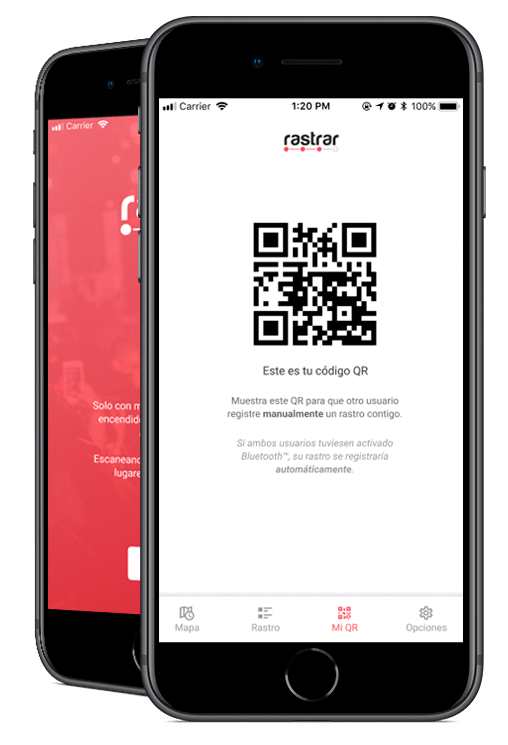 Carrier
1:20 PM
100%
rastrar
Este es tu código QR
Muestra este QR para que otro usuario
registre manualmente un rastro contigo.
Si ambos usuarios tuviesen activado
Bluetooth™, su rastro se registraría
automáticamente.
Mapa
Rastro
Mi QR
Opciones
Carrier
Solo con m
encendid
Escanean
lugare